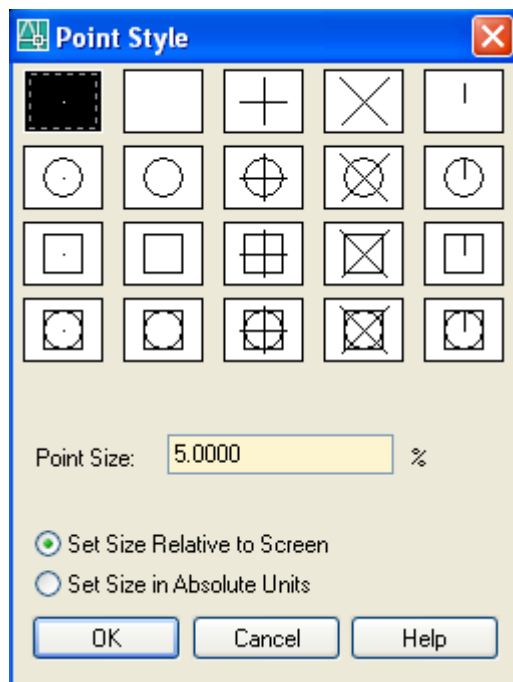 Point Style
Point Size: 5.0000 %
Set Size Relative to Screen
Set Size in Absolute Units
OK Cancel Help